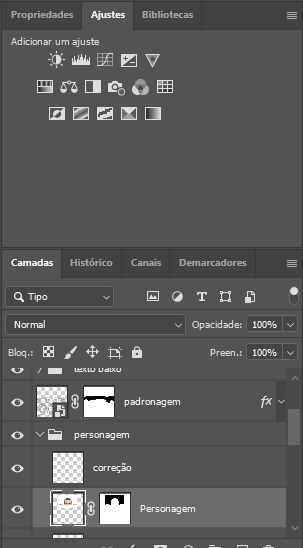 Propriedades Ajustes Bibliotecas
Adicionar um ajuste
Camadas Histórico Canais Demarcadores
Tipo T
Normal Opacidade: 100%
Bloq.: Preen.: 100%
texto baixo
padronagem fx
personagem
correção
Personagem